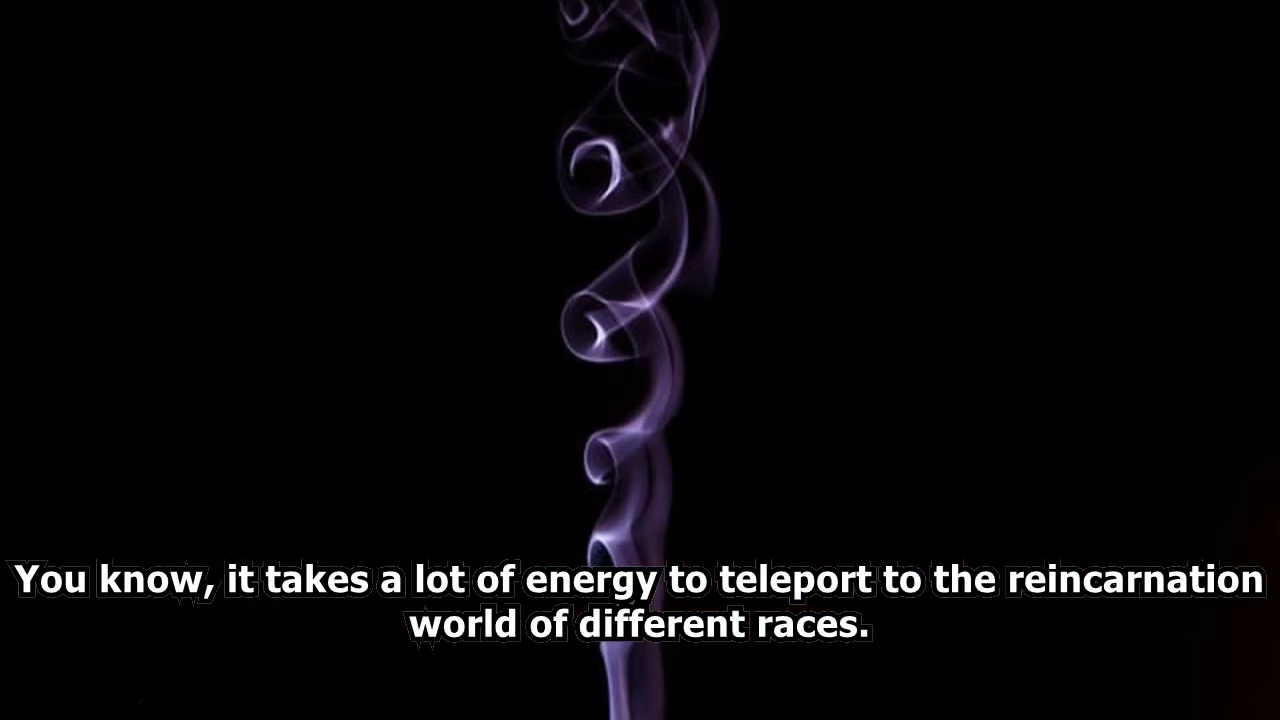 You know, it takes a lot of energy to teleport to the reincarnation
world of different races.